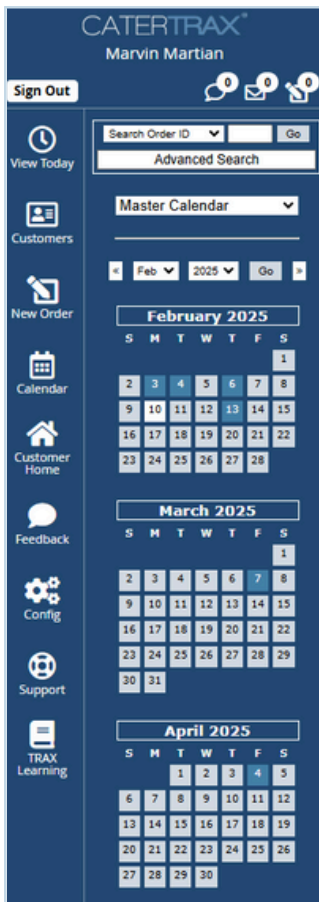 CATERTRAX
Marvin Martian
Sign Out
0 0 0
View Today
Customers
New Order
Calendar
Customer
Home
Feedback
Config
Support
TRAX
Learning
Search Order ID Go
Advanced Search
Master Calendar
« Feb 2025 Go »
February 2025
S M T W T F S
1
2 3 4 5 6 7 8
9 10 11 12 13 14 15
16 17 18 19 20 21 22
23 24 25 26 27 28
March 2025
S M T W T F S
1
2 3 4 5 6 7 8
9 10 11 12 13 14 15
16 17 18 19 20 21 22
23 24 25 26 27 28 29
30 31
April 2025
S M T W T F S
1 2 3 4 5
6 7 8 9 10 11 12
13 14 15 16 17 18 19
20 21 22 23 24 25 26
27 28 29 30